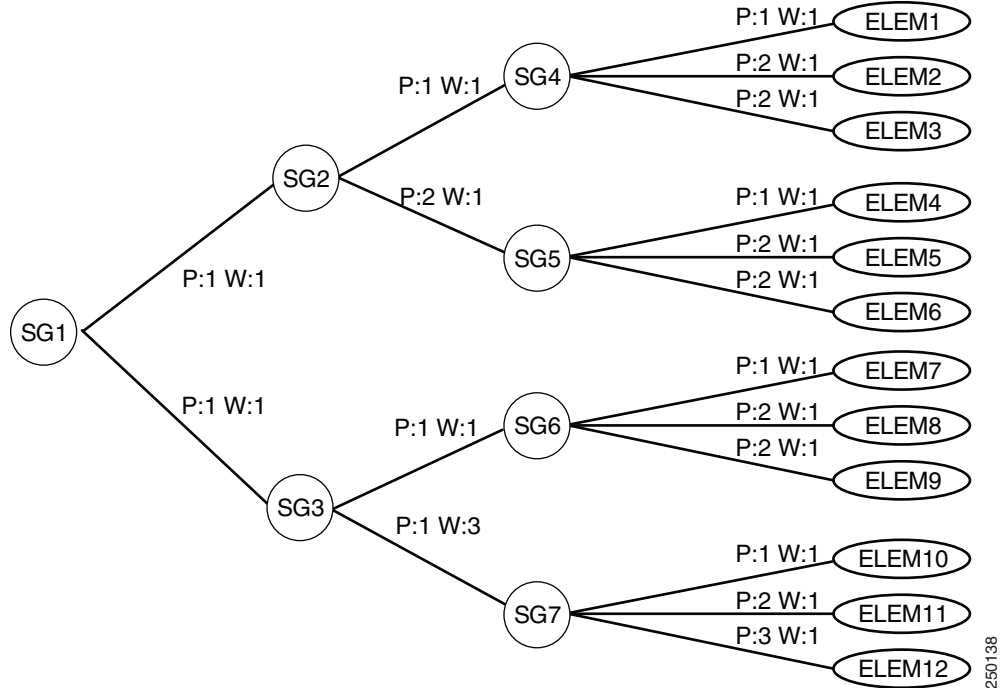 P:1 W:1
ELEM1
SG4
P:2 W:1
ELEM2
P:1 W:1
P:2 W:1
ELEM3
SG2
P:2 W:1
P:1 W:1
ELEM4
P:2 W:1
ELEM5
SG5
P:2 W:1
ELEM6
P:1 W:1
SG1
P:1 W:1
P:1 W:1
ELEM7
P:1 W:1
SG6
P:2 W:1
ELEM8
P:2 W:1
ELEM9
SG3
P:1 W:3
P:1 W:1
ELEM10
SG7
P:2 W:1
ELEM11
P:3 W:1
ELEM12
250138